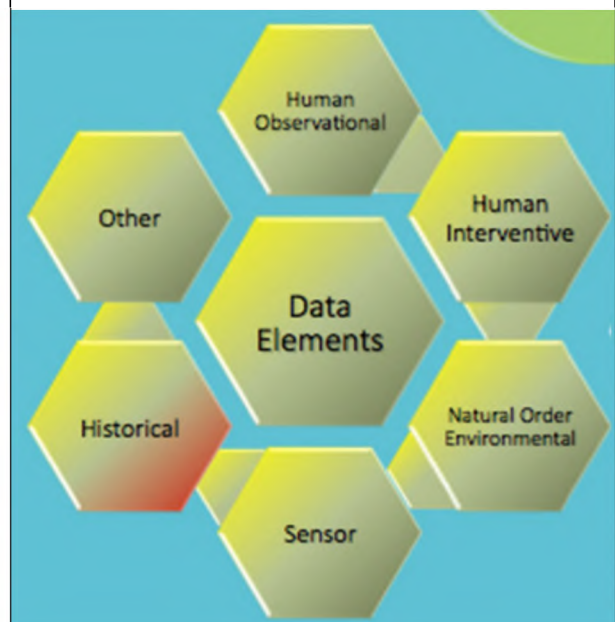 Human
Observational
Other
Human
Interventive
Data
Elements
Historical
Natural Order
Environmental
Sensor